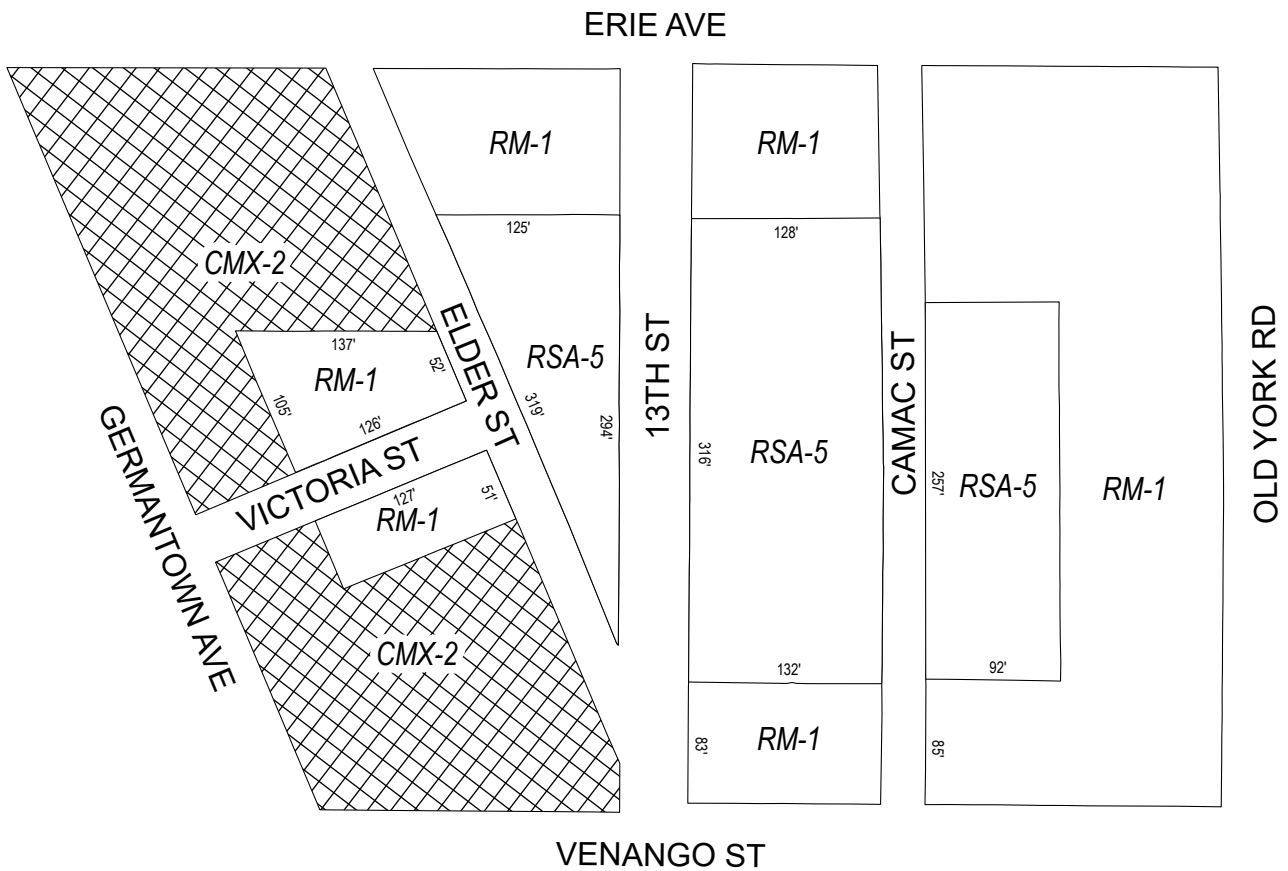 ERIE AVE
RM-1
RM-1
125'
128'
CMX-2
ELDER ST
RSA-5
13TH ST
CAMAC ST
OLD YORK RD
137'
52'
RM-1
105'
126'
319'
294'
316'
RSA-5
257'
RSA-5
RM-1
GERMANTOWN AVE
VICTORIA ST
127'
51'
RM-1
CMX-2
132'
92'
83'
RM-1
85'
VENANGO ST